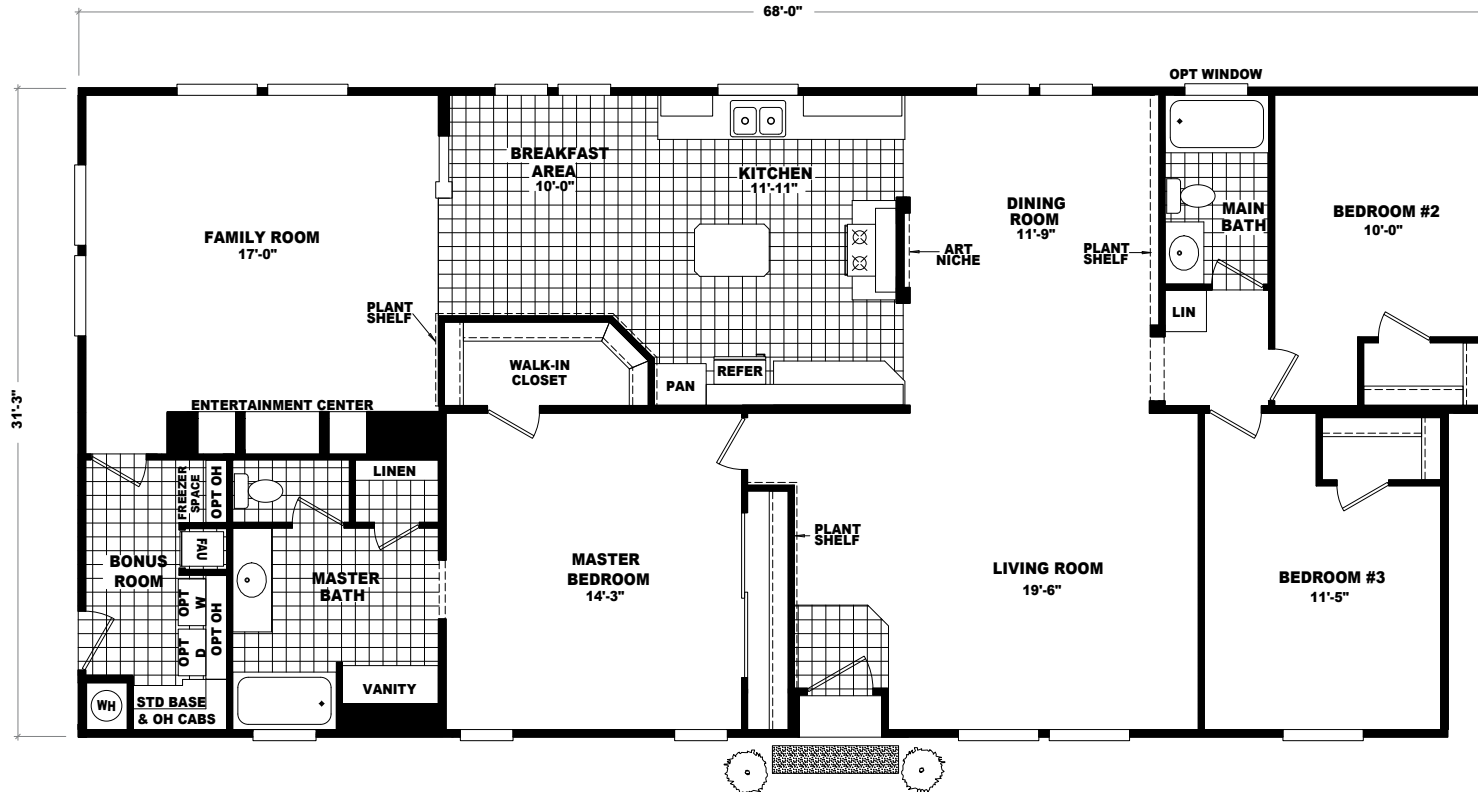 68'-0"
OPT WINDOW
BREAKFAST
AREA
10'-0"
KITCHEN
11'-11"
DINING
ROOM
11'-9"
MAIN
BATH
BEDROOM #2
10'-0"
FAMILY ROOM
17'-0"
ART
NICHE
PLANT
SHELF
PLANT
SHELF
LIN
WALK-IN
CLOSET
PAN
REFER
31'-3"
ENTERTAINMENT CENTER
LINEN
FREEZER
SPACE
OPT OH
FAU
BONUS
ROOM
MASTER
BATH
MASTER
BEDROOM
14'-3"
PLANT
SHELF
LIVING ROOM
19'-6"
BEDROOM #3
11'-5"
OPT
W
OPT
D
OPT OH
VANITY
WH
STD BASE
& OH CABS